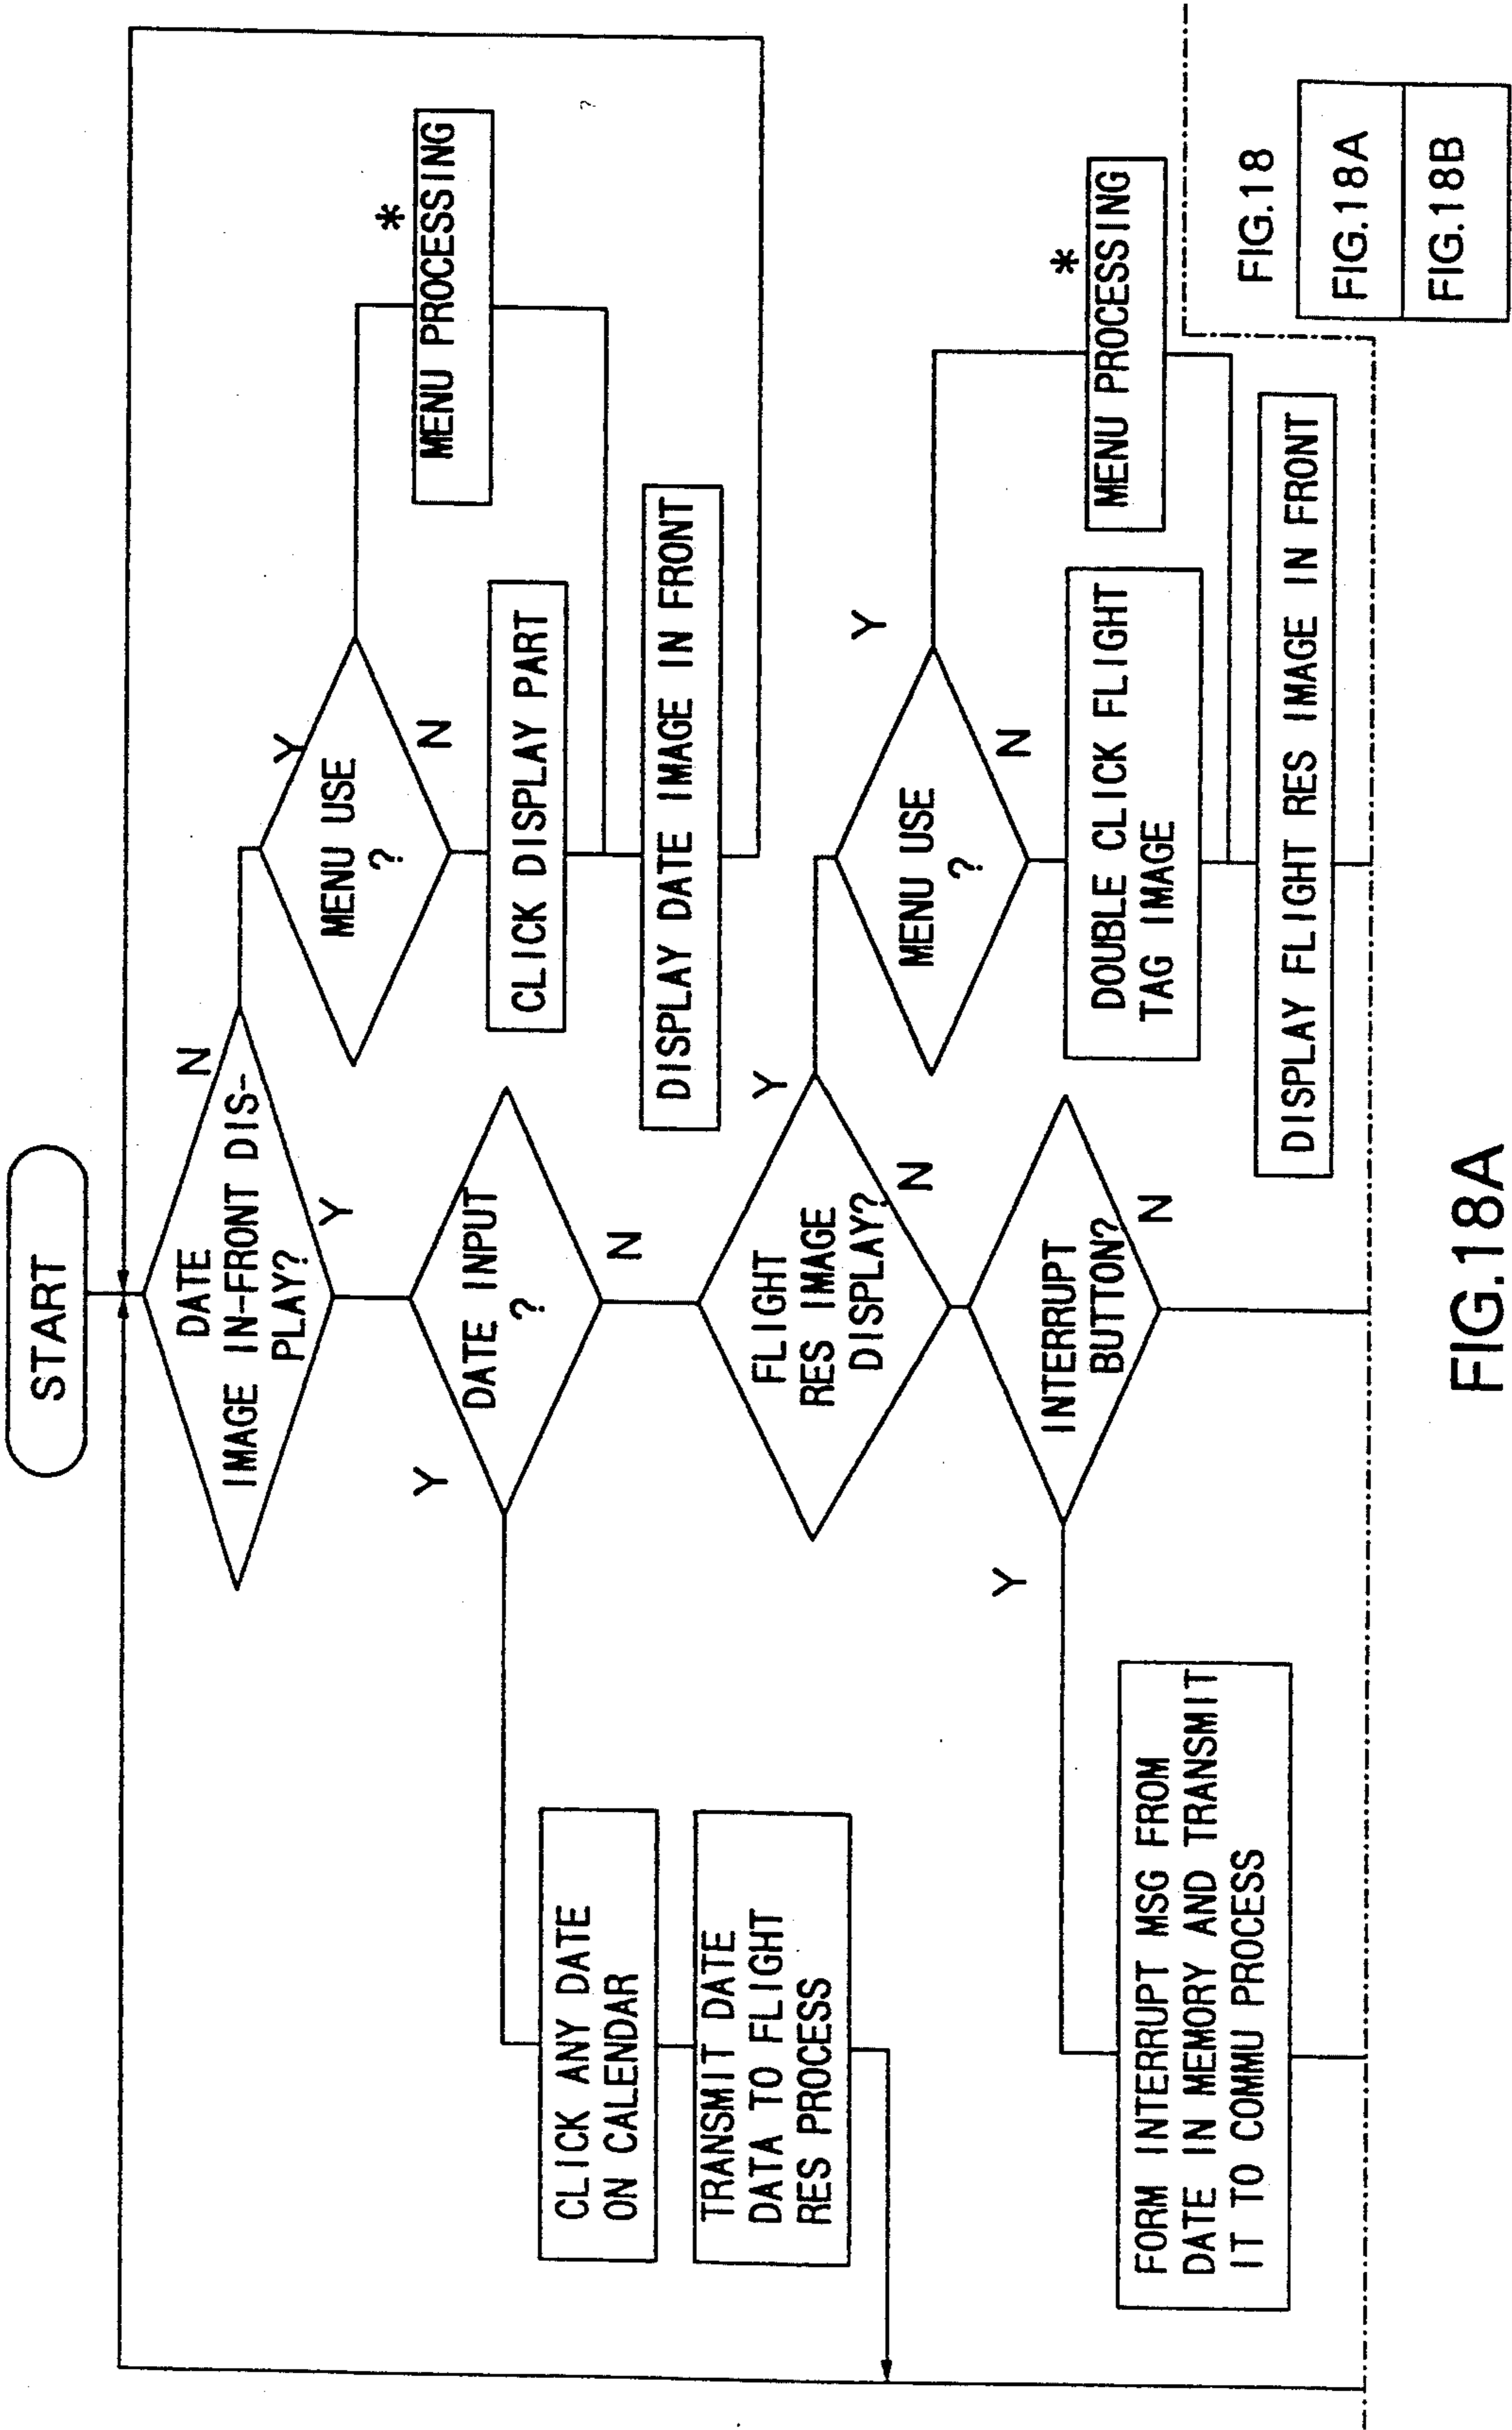 START
DATE
IMAGE IN-FRONT DIS-
PLAY?
N
Y
MENU USE
?
Y
N
*
MENU PROCESSING
CLICK DISPLAY PART
DISPLAY DATE IMAGE IN FRONT
DATE INPUT
?
Y
N
CLICK ANY DATE
ON CALENDAR
TRANSMIT DATE
DATA TO FLIGHT
RES PROCESS
FLIGHT
RES IMAGE
DISPLAY?
Y
N
MENU USE
?
Y
N
*
MENU PROCESSING
DOUBLE CLICK FLIGHT
TAG IMAGE
DISPLAY FLIGHT RES IMAGE IN FRONT
INTERRUPT
BUTTON?
Y
N
FORM INTERRUPT MSG FROM
DATE IN MEMORY AND TRANSMIT
IT TO COMMU PROCESS
FIG.18
FIG.18A
FIG.18B
FIG.18A